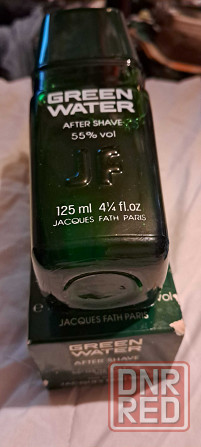 GREEN
WATER
AFTER SHAVE
55% vol
JF
125 ml 4¼ fl.oz
JACQUES FATH PARIS
vol
JACQUES FATH PARIS
GREEN
WATER
AFTER SHAVE
DNR
RED